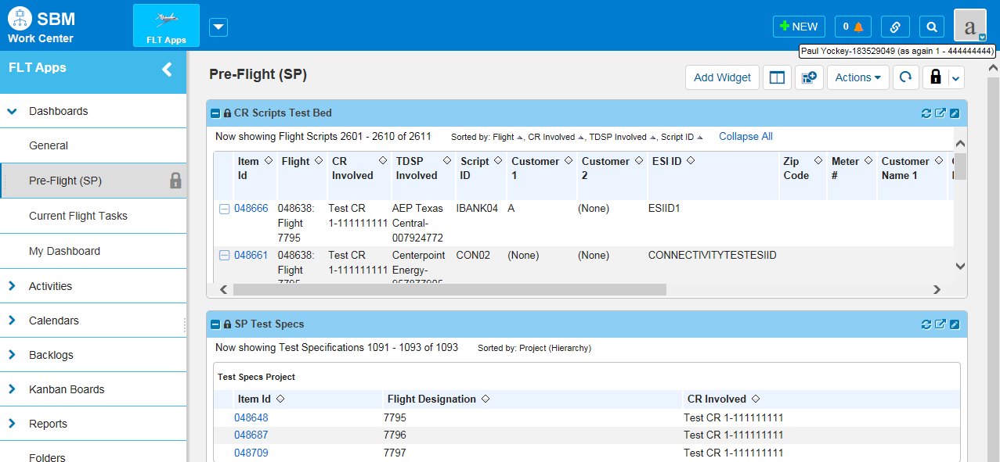 SBM
Work Center
FLT Apps
NEW
0
a
Paul Yockey-183529049 (as again 1 - 444444444)
FLT Apps
Dashboards
General
Pre-Flight (SP)
Current Flight Tasks
My Dashboard
Activities
Calendars
Backlogs
Kanban Boards
Reports
Folders
Pre-Flight (SP)
Add Widget
Actions
CR Scripts Test Bed
Now showing Flight Scripts 2601 - 2610 of 2611 Sorted by: Flight, CR Involved, TDSP Involved, Script ID Collapse All
Item Id Flight CR Involved TDSP Involved Script ID Customer 1 Customer 2 ESI ID Zip Code Meter # Customer Name 1
048666 048638: Flight 7795 Test CR 1-111111111 AEP Texas Central-007924772 IBANK04 A (None) ESIID1
048661 048638: Flight 7795 Test CR 1-111111111 Centerpoint Energy- CON02 (None) (None) CONNECTIVITYTESTESIID
SP Test Specs
Now showing Test Specifications 1091 - 1093 of 1093 Sorted by: Project (Hierarchy)
Test Specs Project
Item Id Flight Designation CR Involved
048648 7795 Test CR 1-111111111
048687 7796 Test CR 1-111111111
048709 7797 Test CR 1-111111111